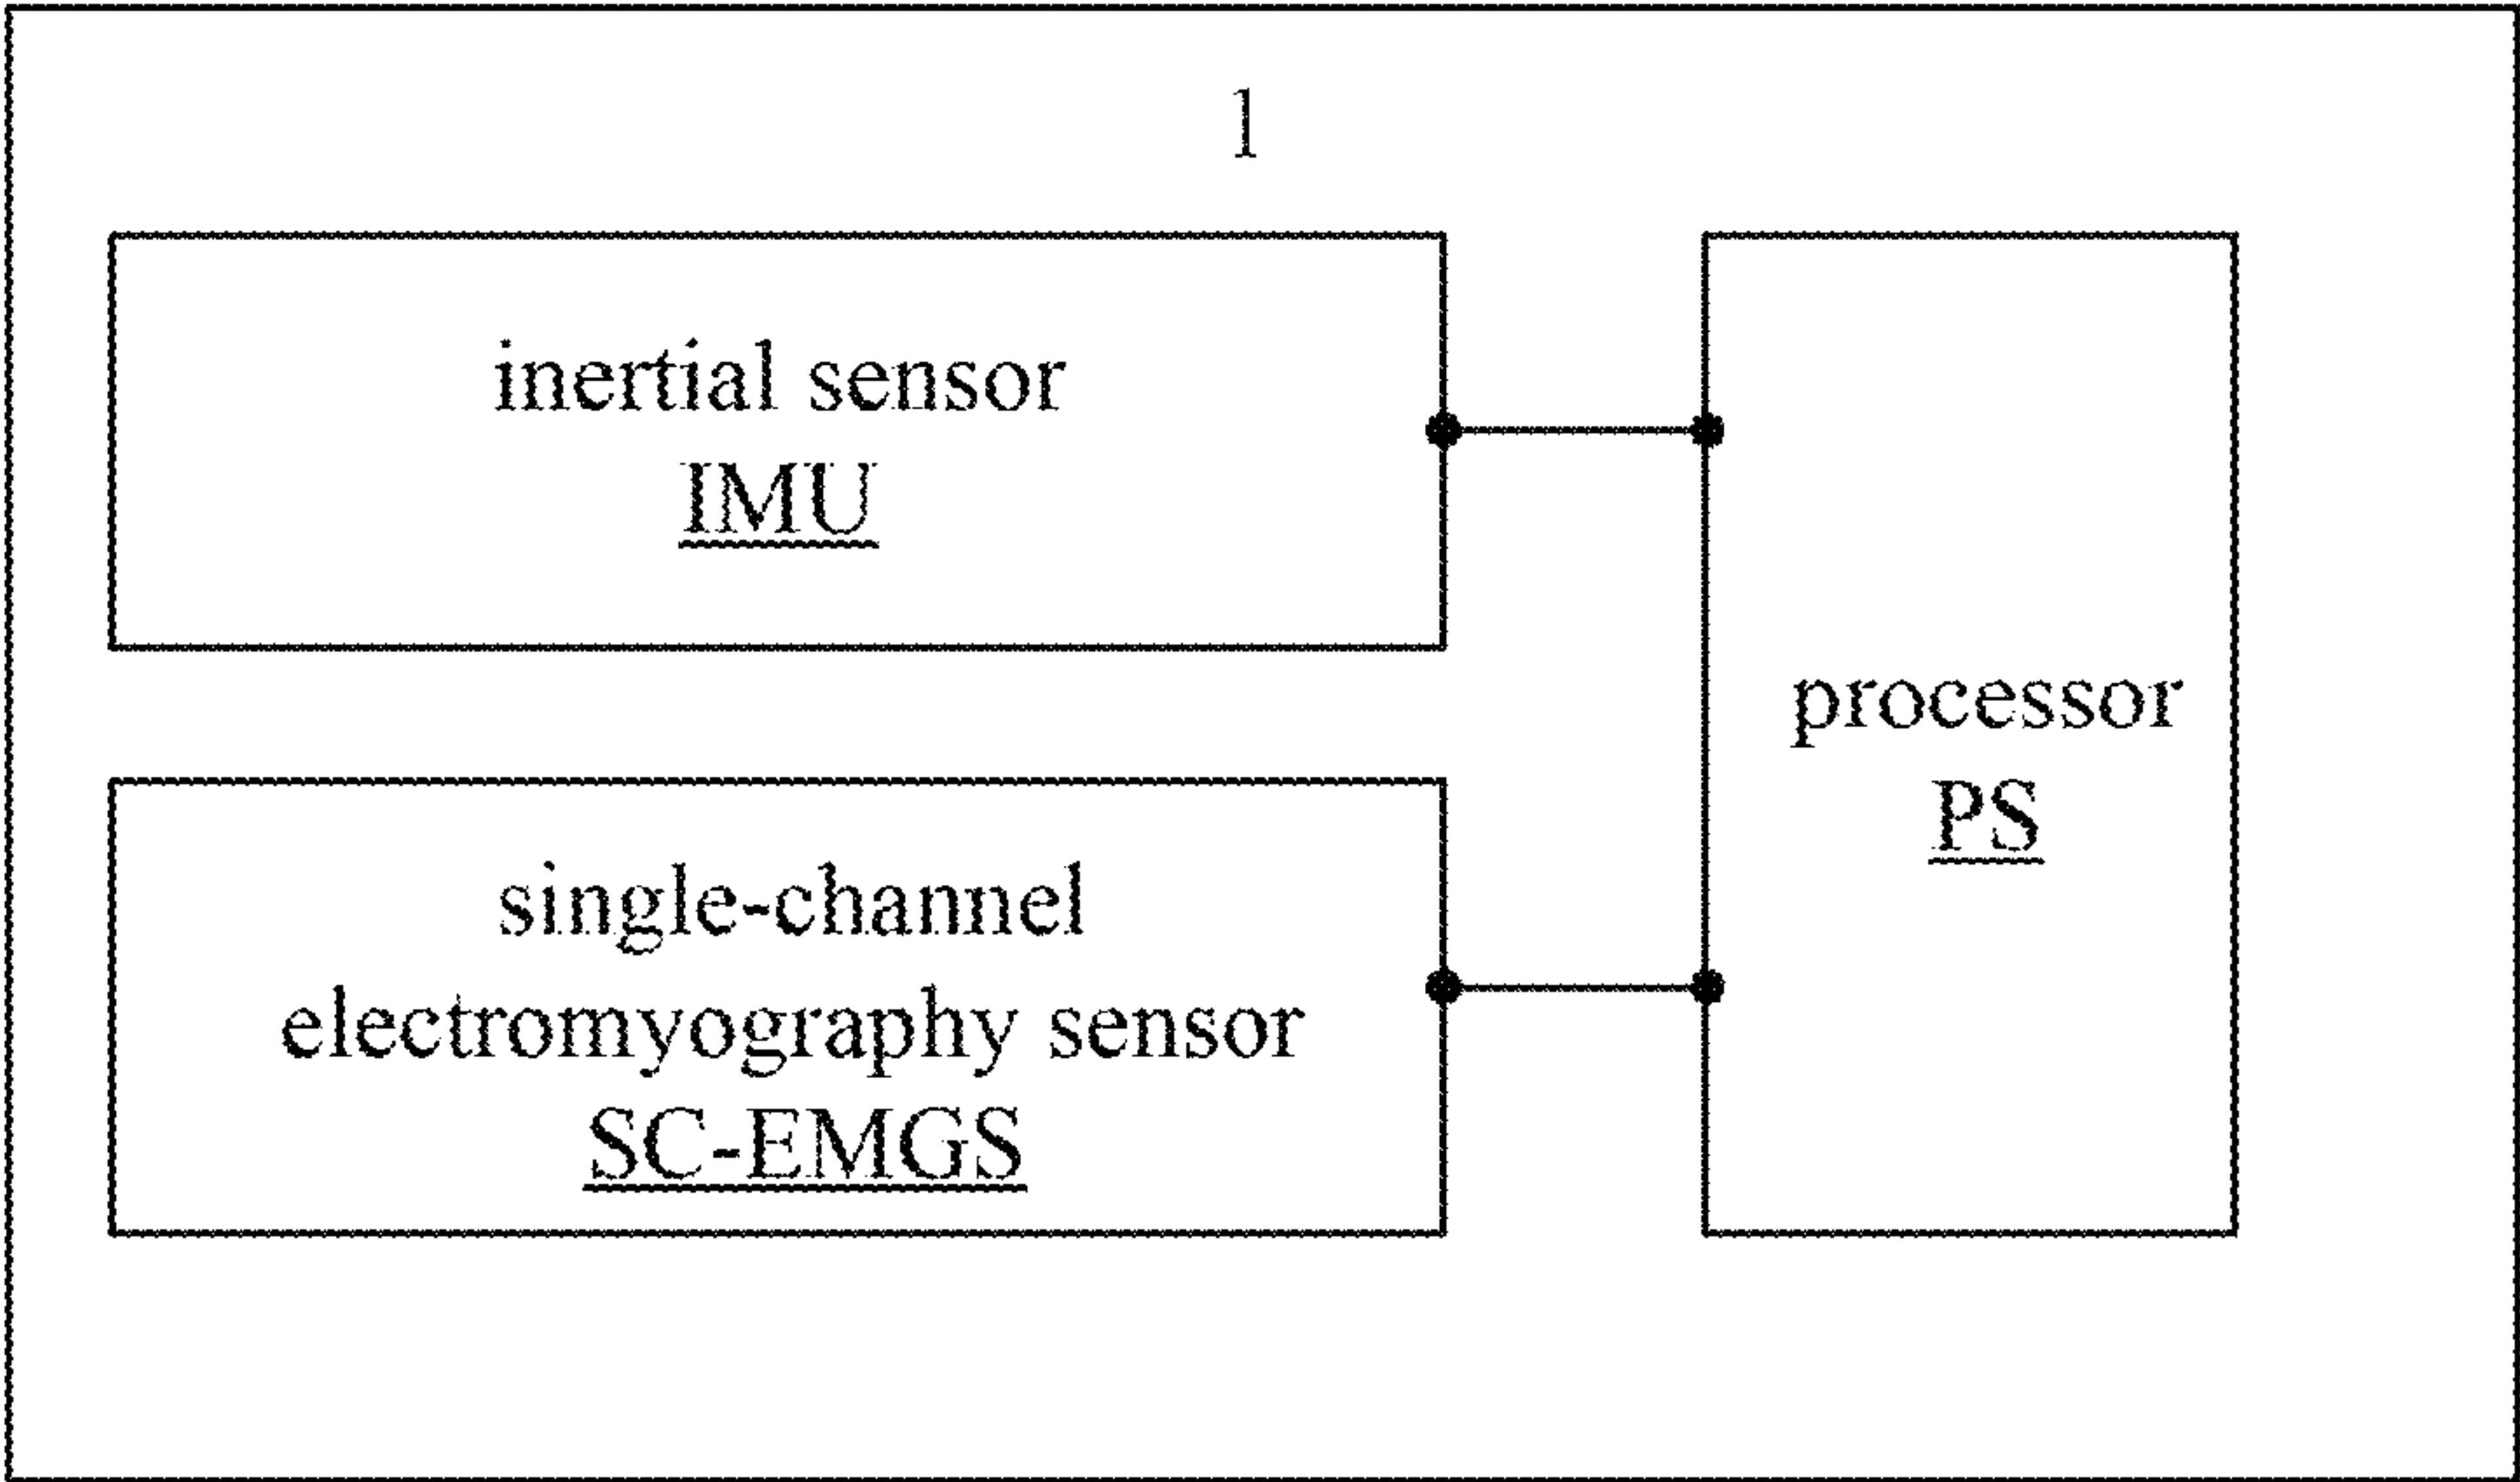 1
inertial sensor
IMU
single-channel
electromyography sensor
SC-EMGS
processor
PS